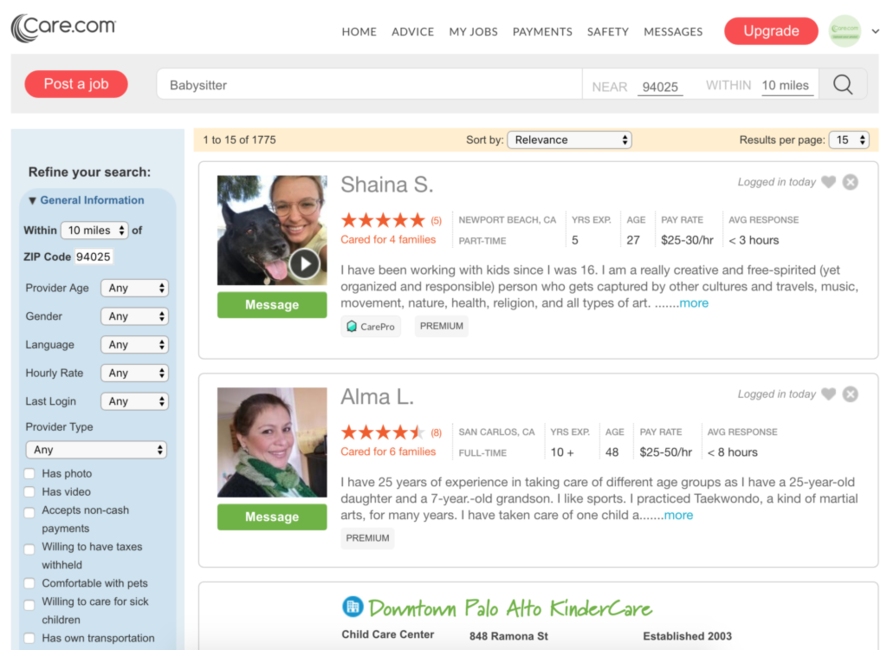 Care.com
HOME ADVICE MY JOBS PAYMENTS SAFETY MESSAGES Upgrade
Post a job Babysitter NEAR 94025 WITHIN 10 miles
1 to 15 of 1775 Sort by: Relevance Results per page: 15
Refine your search:
▼ General Information
Within 10 miles of
ZIP Code 94025
Provider Age Any
Gender Any
Language Any
Hourly Rate Any
Last Login Any
Provider Type
Any
Has photo
Has video
Accepts non-cash
payments
Willing to have taxes
withheld
Comfortable with pets
Willing to care for sick
children
Has own transportation
Shaina S. Logged in today
(5) NEWPORT BEACH, CA YRS EXP. AGE PAY RATE AVG RESPONSE
Cared for 4 families PART-TIME 5 27 $25-30/hr < 3 hours
I have been working with kids since I was 16. I am a really creative and free-spirited (yet
organized and responsible) person who gets captured by other cultures and travels, music,
movement, nature, health, religion, and all types of art. .......more
Message
CarePro PREMIUM
Alma L. Logged in today
(8) SAN CARLOS, CA YRS EXP. AGE PAY RATE AVG RESPONSE
Cared for 6 families FULL-TIME 10 + 48 $25-50/hr < 8 hours
I have 25 years of experience in taking care of different age groups as I have a 25-year-old
daughter and a 7-year.-old grandson. I like sports. I practiced Taekwondo, a kind of martial
arts, for many years. I have taken care of one child a.......more
Message
PREMIUM
Downtown Palo Alto KinderCare
Child Care Center 848 Ramona St Established 2003